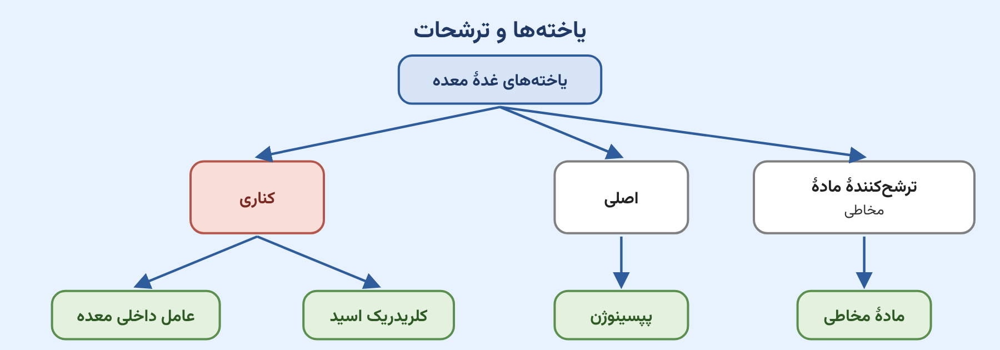 یاخته‌ها و ترشحات
یاخته‌های غدهٔ معده
ترشح‌کنندهٔ مادهٔ
مخاطی
اصلی
کناری
مادهٔ مخاطی
پپسینوژن
کلریدریک اسید
عامل داخلی معده